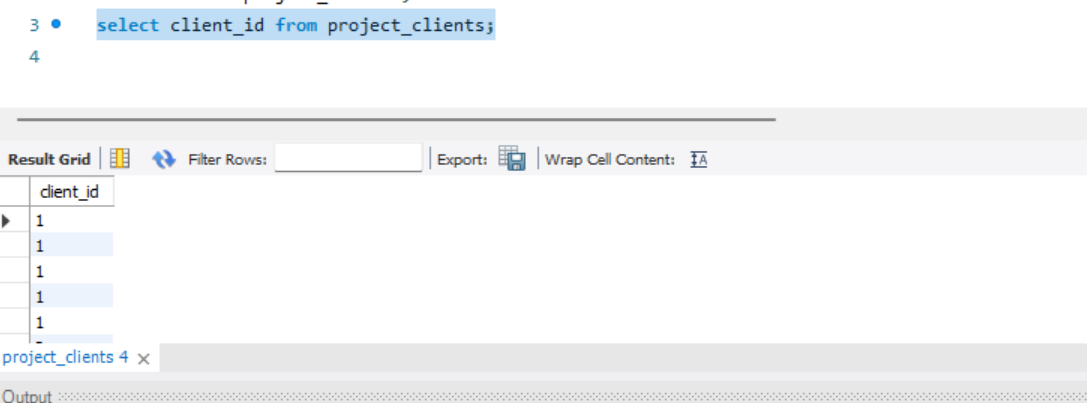 3 select client_id from project_clients;
4
Result Grid Filter Rows: Export: Wrap Cell Content: IA
client_id
1
1
1
1
1
project_clients 4 ×
Output